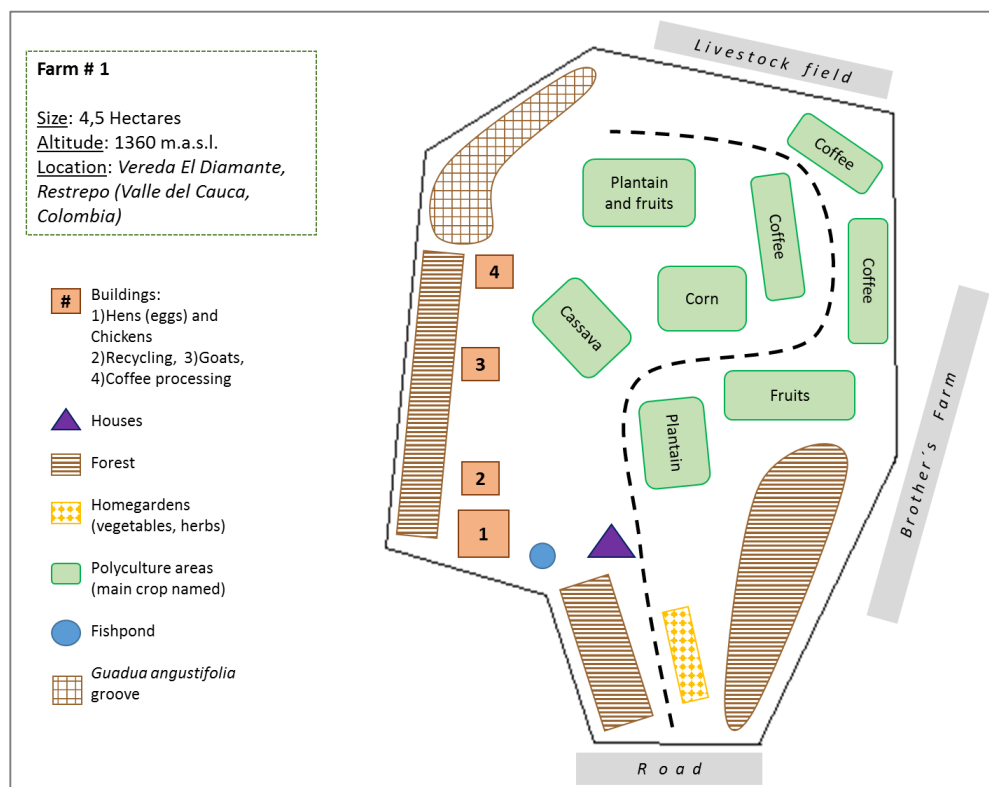 Farm # 1
Size: 4,5 Hectares
Altitude: 1360 m.a.s.l.
Location: Vereda El Diamante,
Restrepo (Valle del Cauca,
Colombia)
#
Buildings:
1)Hens (eggs) and
Chickens
2)Recycling, 3)Goats,
4)Coffee processing
Houses
Forest
Homegardens
(vegetables, herbs)
Polyculture areas
(main crop named)
Fishpond
Guadua angustifolia
groove
Livestock field
Coffee
Plantain
and fruits
Coffee
Coffee
4
Corn
Cassava
3
Fruits
Plantain
2
1
Brother´s Farm
Road